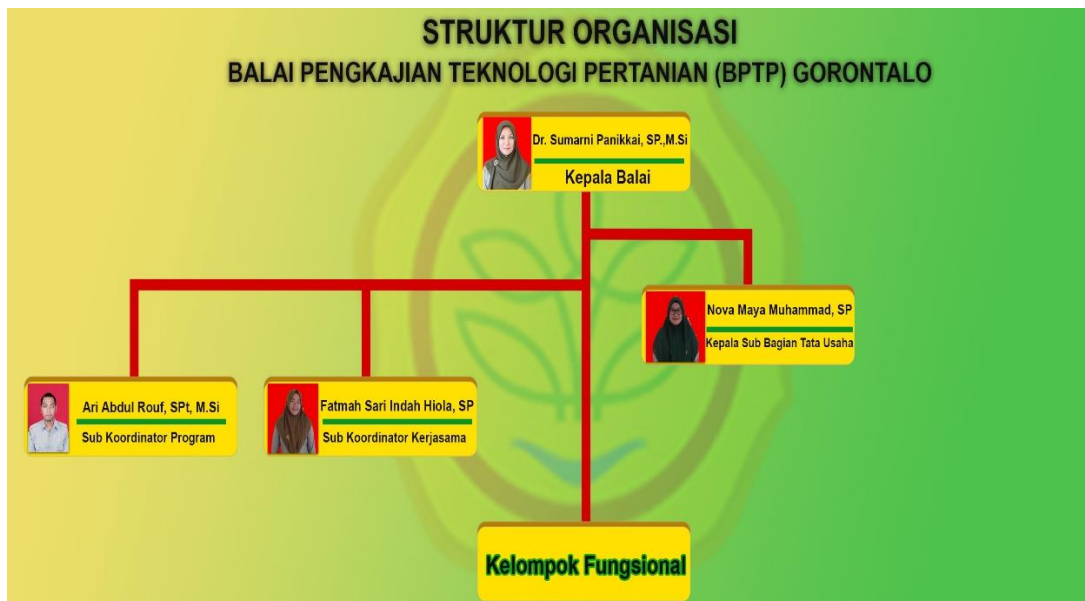 STRUKTUR ORGANISASI
BALAI PENGKAJIAN TEKNOLOGI PERTANIAN (BPTP) GORONTALO
Dr. Sumarni Panikkai, SP.,M.Si
Kepala Balai
Nova Maya Muhammad, SP
Kepala Sub Bagian Tata Usaha
Ari Abdul Rouf, SPt, M.Si
Sub Koordinator Program
Fatmah Sari Indah Hiola, SP
Sub Koordinator Kerjasama
Kelompok Fungsional